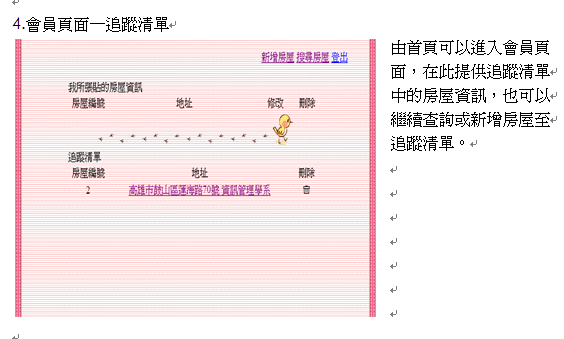 4.會員頁面—追蹤清單
新增房屋 搜尋房屋 登出
我所張貼的房屋資訊
房屋編號 地址 修改 刪除
追蹤清單
房屋編號 地址 刪除
2 高雄市鼓山區蓮海路70號 資訊管理學系
由首頁可以進入會員頁
面，在此提供追蹤清單
中的房屋資訊，也可以
繼續查詢或新增房屋至
追蹤清單。